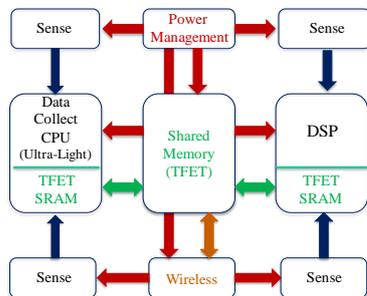 Sense
Power
Management
Sense
Data
Collect
CPU
(Ultra-Light)
TFET
SRAM
Shared
Memory
(TFET)
DSP
TFET
SRAM
Sense
Wireless
Sense